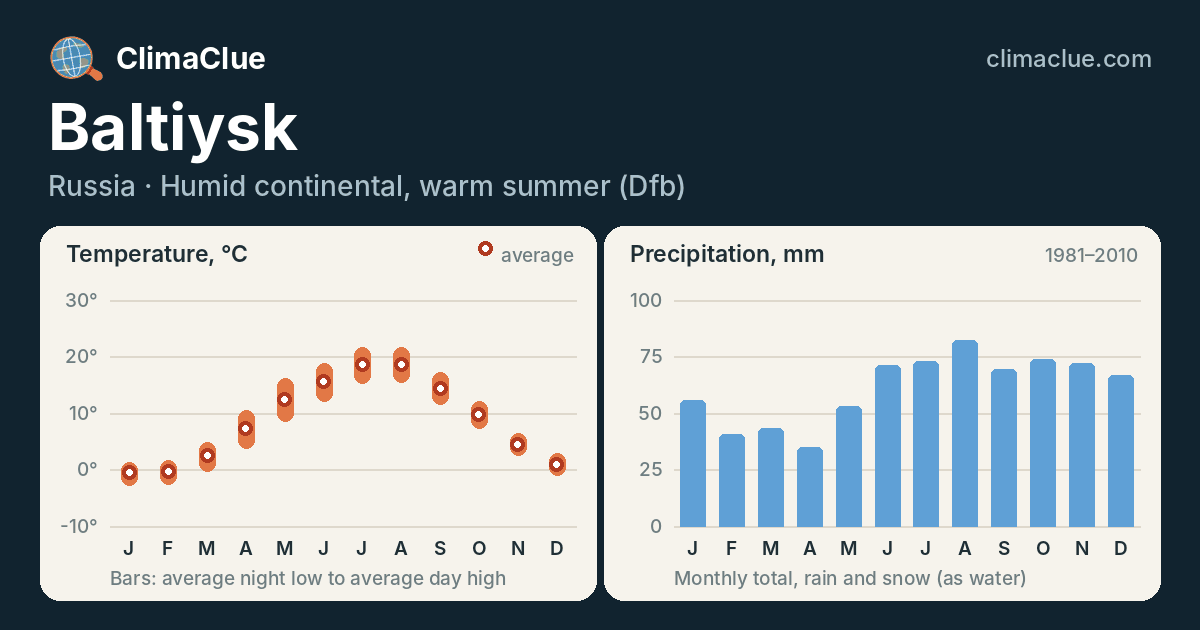 ClimaClue
climaclue.com
Baltiysk
Russia · Humid continental, warm summer (Dfb)
Temperature, °C
average
30°
20°
10°
0°
-10°
J F M A M J J A S O N D
Bars: average night low to average day high
Precipitation, mm
1981–2010
100
75
50
25
0
J F M A M J J A S O N D
Monthly total, rain and snow (as water)